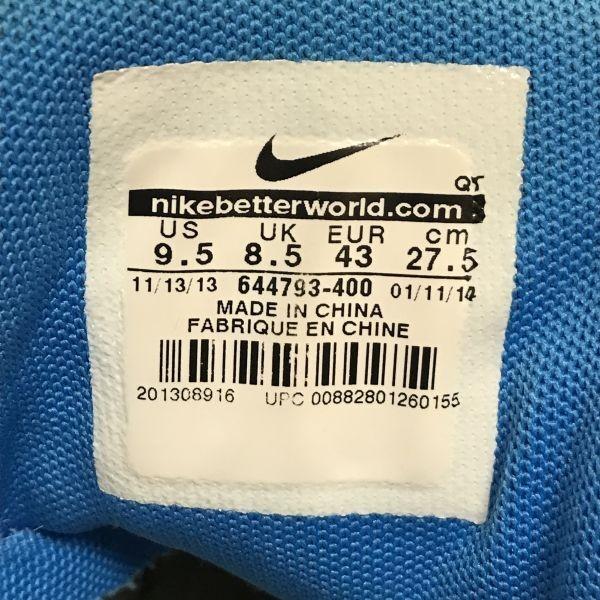 QT
nikebetterworld.com
US UK EUR cm
9.5 8.5 43 27.5
11/13/13 644793-400 01/11/14
MADE IN CHINA
FABRIQUE EN CHINE
201308916 UPC 00882801260155